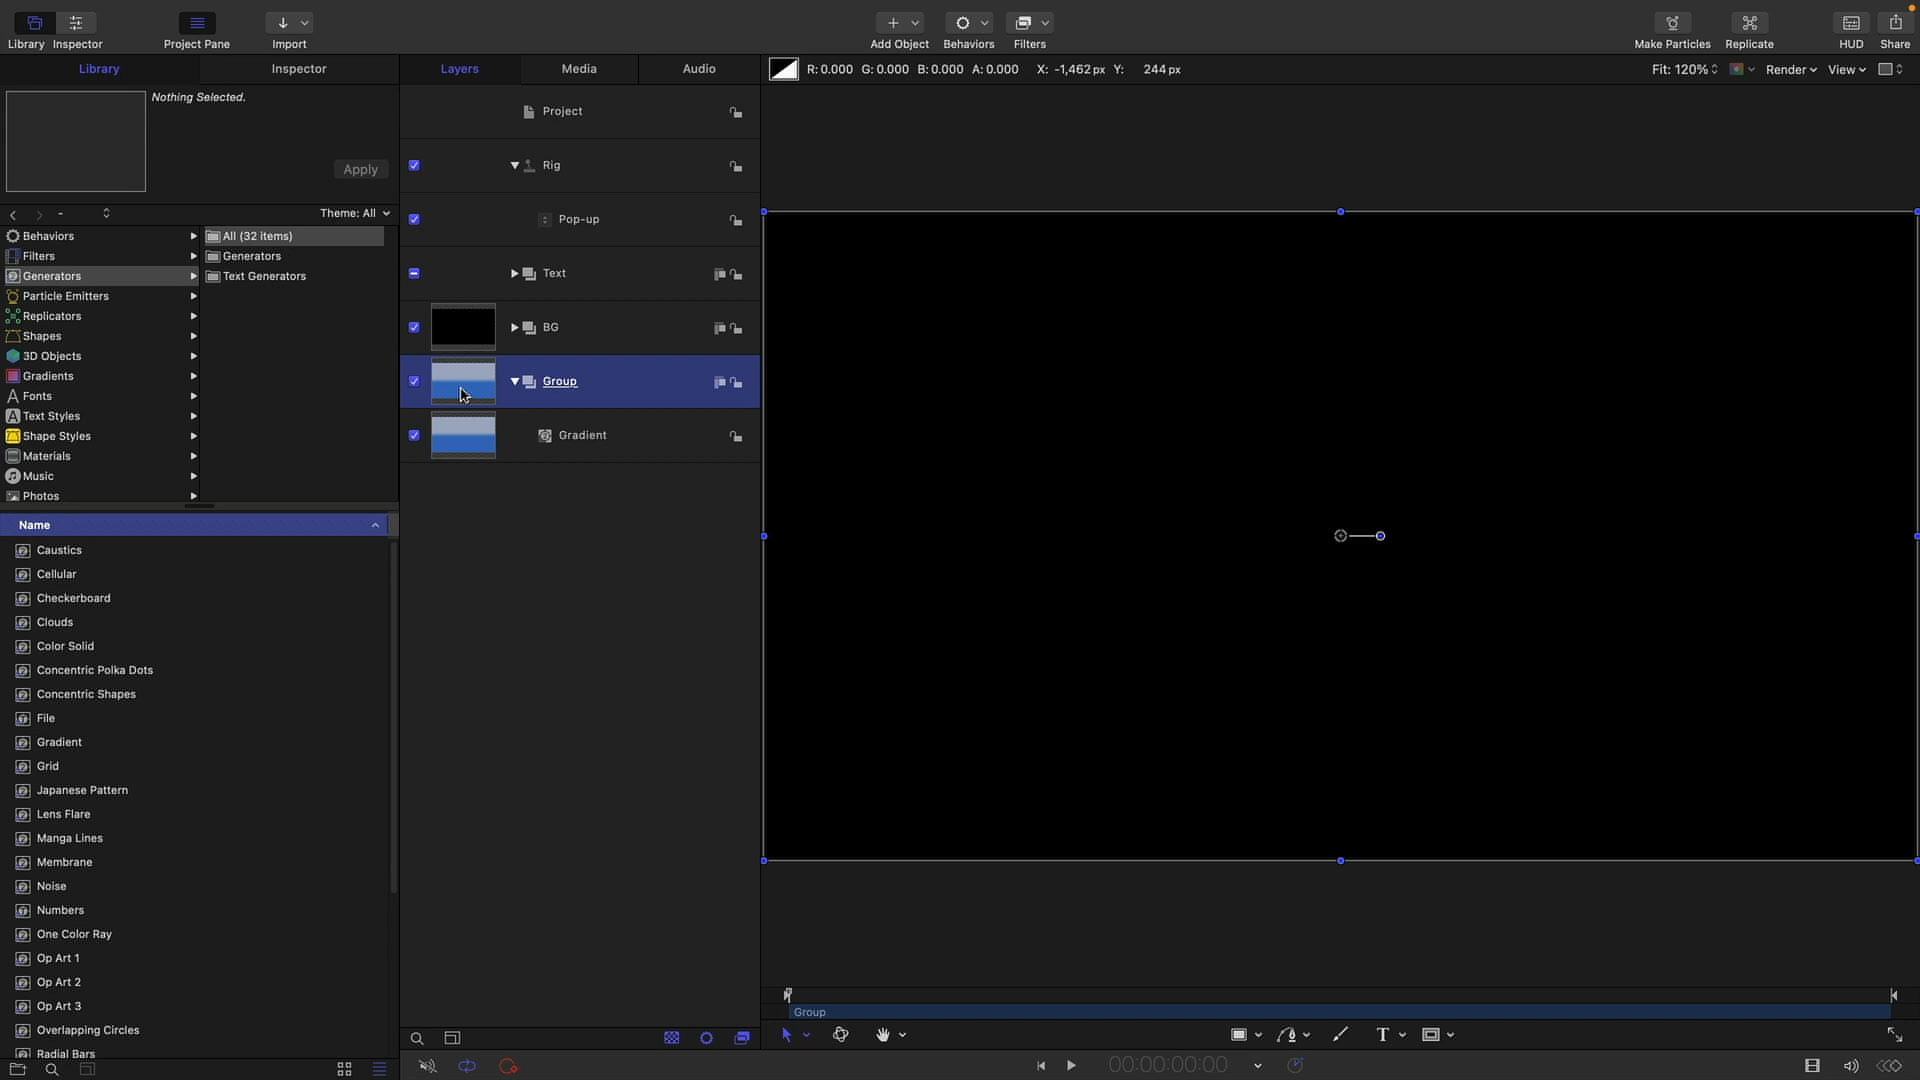 Library
Inspector
Project Pane
Import
Add Object
Behaviors
Filters
Make Particles
Replicate
HUD
Share
Library
Inspector
Layers
Media
Audio
R: 0.000 G: 0.000 B: 0.000 A: 0.000 X: -1,462 px Y: 244 px
Fit: 120%
Render
View
Nothing Selected.
Apply
-
Theme: All
Behaviors
Filters
Generators
Particle Emitters
Replicators
Shapes
3D Objects
Gradients
Fonts
Text Styles
Shape Styles
Materials
Music
Photos
All (32 items)
Generators
Text Generators
Name
Caustics
Cellular
Checkerboard
Clouds
Color Solid
Concentric Polka Dots
Concentric Shapes
File
Gradient
Grid
Japanese Pattern
Lens Flare
Manga Lines
Membrane
Noise
Numbers
One Color Ray
Op Art 1
Op Art 2
Op Art 3
Overlapping Circles
Radial Bars
Project
Rig
Pop-up
Text
BG
Group
Gradient
Group
T
00:00:00:00